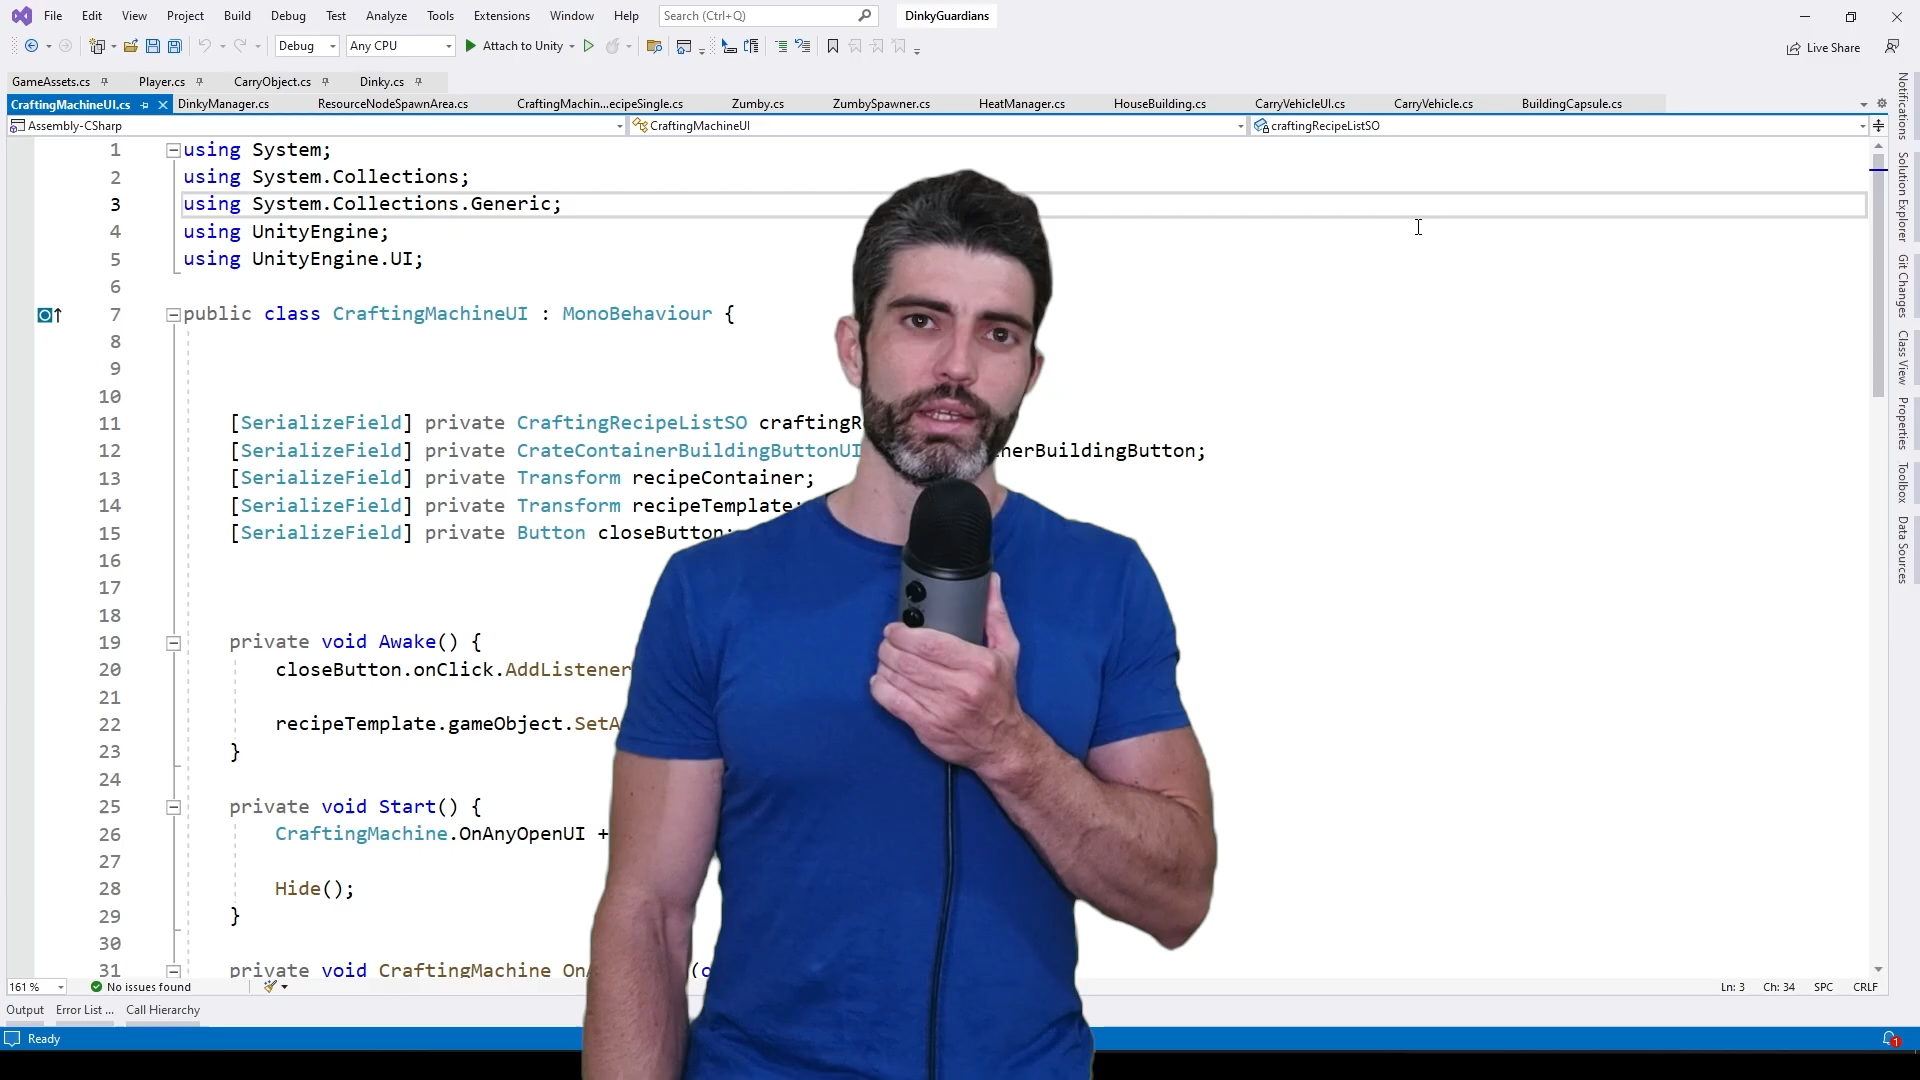 File Edit View Project Build Debug Test Analyze Tools Extensions Window Help Search (Ctrl+Q) DinkyGuardians
Debug Any CPU Attach to Unity Live Share
GameAssets.cs Player.cs CarryObject.cs Dinky.cs
CraftingMachineUI.cs DinkyManager.cs ResourceNodeSpawnArea.cs CraftingMachin...ecipeSingle.cs Zumby.cs ZumbySpawner.cs HeatManager.cs HouseBuilding.cs CarryVehicleUI.cs CarryVehicle.cs BuildingCapsule.cs
Assembly-CSharp CraftingMachineUI craftingRecipeListSO
1 using System;
2 using System.Collections;
3 using System.Collections.Generic;
4 using UnityEngine;
5 using UnityEngine.UI;
6
7 public class CraftingMachineUI : MonoBehaviour {
8
9
10
11 [SerializeField] private CraftingRecipeListSO craftingR
12 [SerializeField] private CrateContainerBuildingButtonUI nerBuildingButton;
13 [SerializeField] private Transform recipeContainer;
14 [SerializeField] private Transform recipeTemplate;
15 [SerializeField] private Button closeButton;
16
17
18
19 private void Awake() {
20 closeButton.onClick.AddListener
21
22 recipeTemplate.gameObject.SetA
23 }
24
25 private void Start() {
26 CraftingMachine.OnAnyOpenUI +
27
28 Hide();
29 }
30
31 private void CraftingMachine_OnA (o
161 % No issues found Ln: 3 Ch: 34 SPC CRLF
Output Error List ... Call Hierarchy
Ready 1
Notifications
Solution Explorer
Git Changes
Class View
Properties
Toolbox
Data Sources